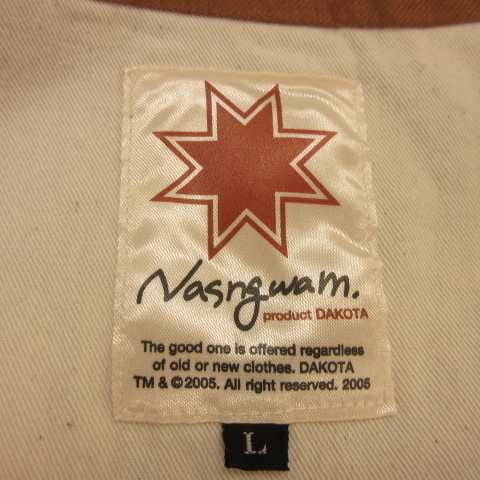 Nasngwam.
product DAKOTA
The good one is offered regardless
of old or new clothes. DAKOTA
TM & © 2005. All right reserved. 2005
L